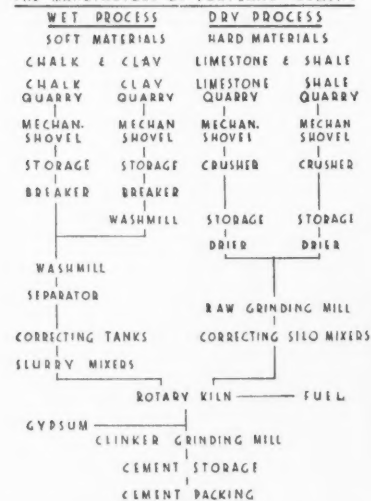 WET PROCESS DRY PROCESS
SOFT MATERIALS HARD MATERIALS
CHALK & CLAY LIMESTONE & SHALE
CHALK CLAY LIMESTONE SHALE
QUARRY QUARRY QUARRY QUARRY
MECHAN. MECHAN MECHAN. MECHAN
SHOVEL SHOVEL SHOVEL SHOVEL
STORAGE STORAGE CRUSHER CRUSHER
BREAKER BREAKER
WASHMILL STORAGE STORAGE
DRIER DRIER
WASHMILL
SEPARATOR
RAW GRINDING MILL
CORRECTING TANKS CORRECTING SILO MIXERS
SLURRY MIXERS
ROTARY KILN FUEL
GYPSUM
CLINKER GRINDING MILL
CEMENT STORAGE
CEMENT PACKING